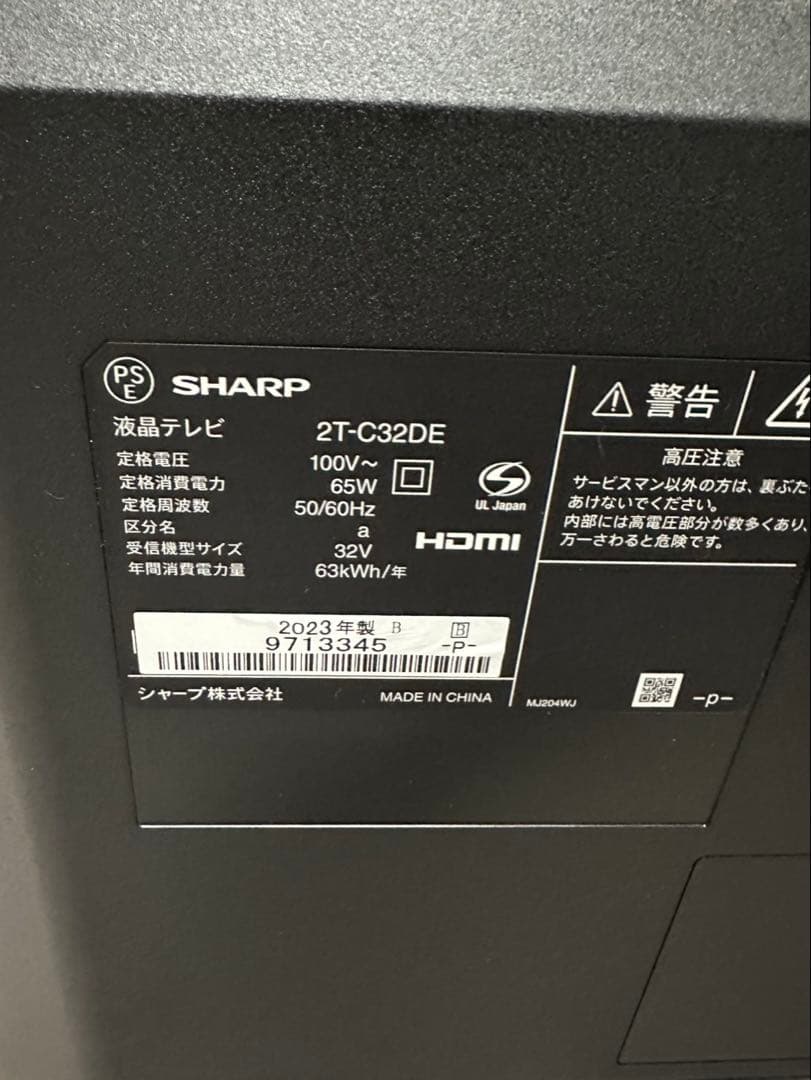 PS
E
SHARP
液晶テレビ 2T-C32DE
定格電圧 100V～
定格消費電力 65W
定格周波数 50/60Hz
区分名 a
受信機型サイズ 32V
年間消費電力量 63kWh/年
UL Japan
HDMI
2023年製 B B
9713345 -P-
シャープ株式会社 MADE IN CHINA
警告
高圧注意
サービスマン以外の方は、裏ぶた
あけないでください。
内部には高電圧部分が数多くあり、
万一さわると危険です。
MJ204WJ -p-